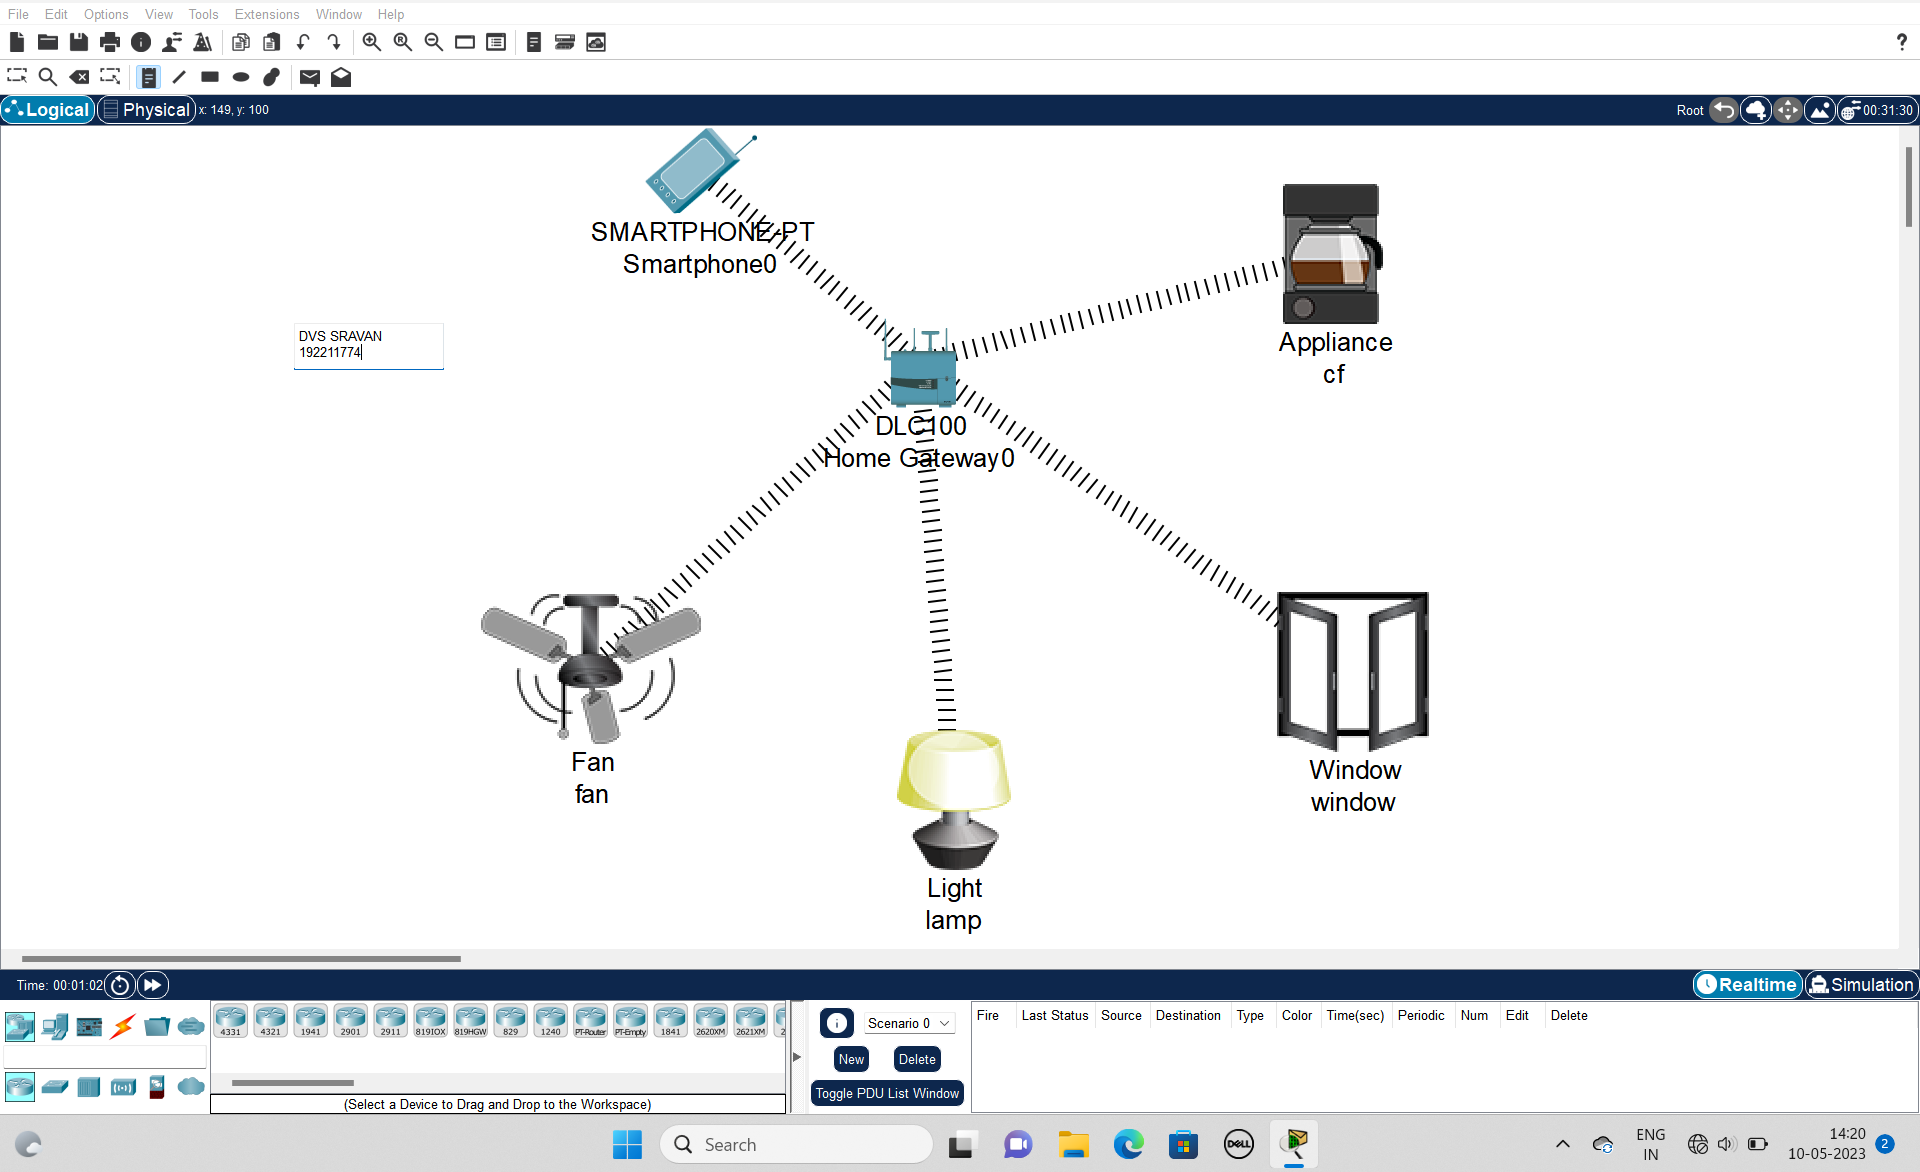 File Edit Options View Tools Extensions Window Help
?
Logical Physical x: 149, y: 100 Root 00:31:30
SMARTPHONE-PT
Smartphone0
Appliance
cf
DVS SRAVAN
192211774
DLC100
Home Gateway0
Fan
fan
Window
window
Light
lamp
Time: 00:01:02 Realtime Simulation
4331 4321 1941 2901 2911 819IOX 819HGW 829 1240 PT-Router PT-Empty 1841 2620XM 2621XM 2
(Select a Device to Drag and Drop to the Workspace)
Scenario 0
New Delete
Toggle PDU List Window
Fire Last Status Source Destination Type Color Time(sec) Periodic Num Edit Delete
Search
DELL
ENG
IN
14:20
10-05-2023
2